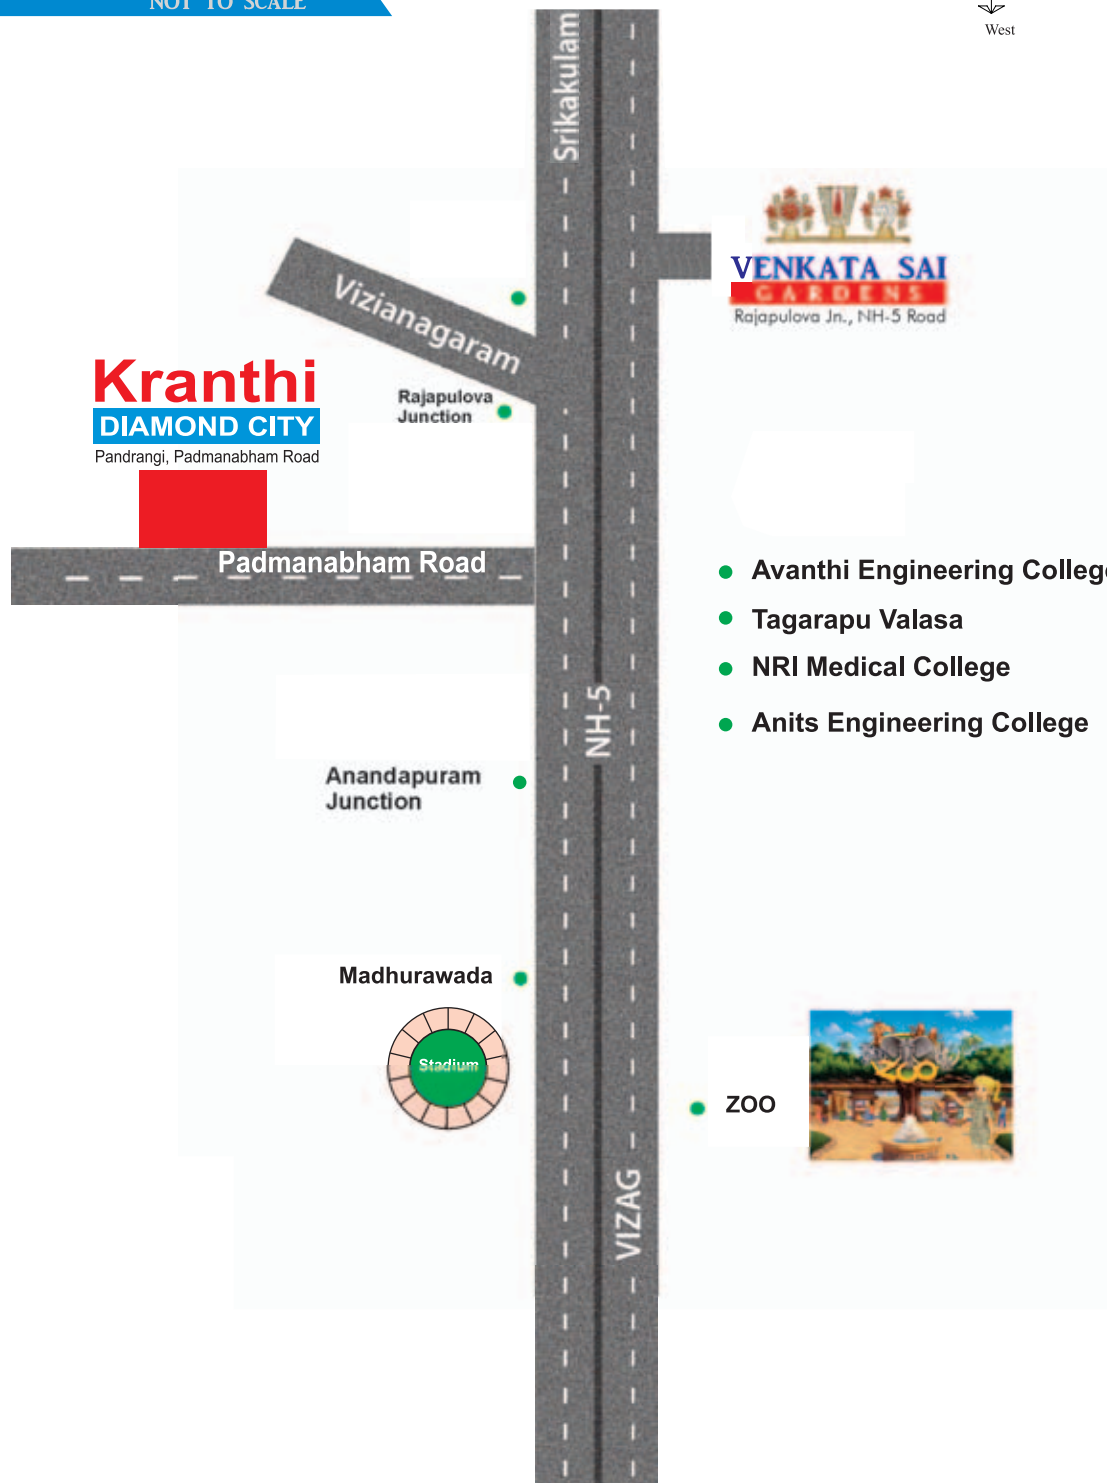 NOT TO SCALE
West
Srikakulam
VENKATA SAI
GARDENS
Rajapulova Jn., NH-5 Road
Vizianagaram
Kranthi
DIAMOND CITY
Pandrangi, Padmanabham Road
Rajapulova
Junction
Padmanabham Road
Avanthi Engineering College
Tagarapu Valasa
NRI Medical College
Anits Engineering College
NH-5
Anandapuram
Junction
Madhurawada
Stadium
ZOO
ZOO
VIZAG